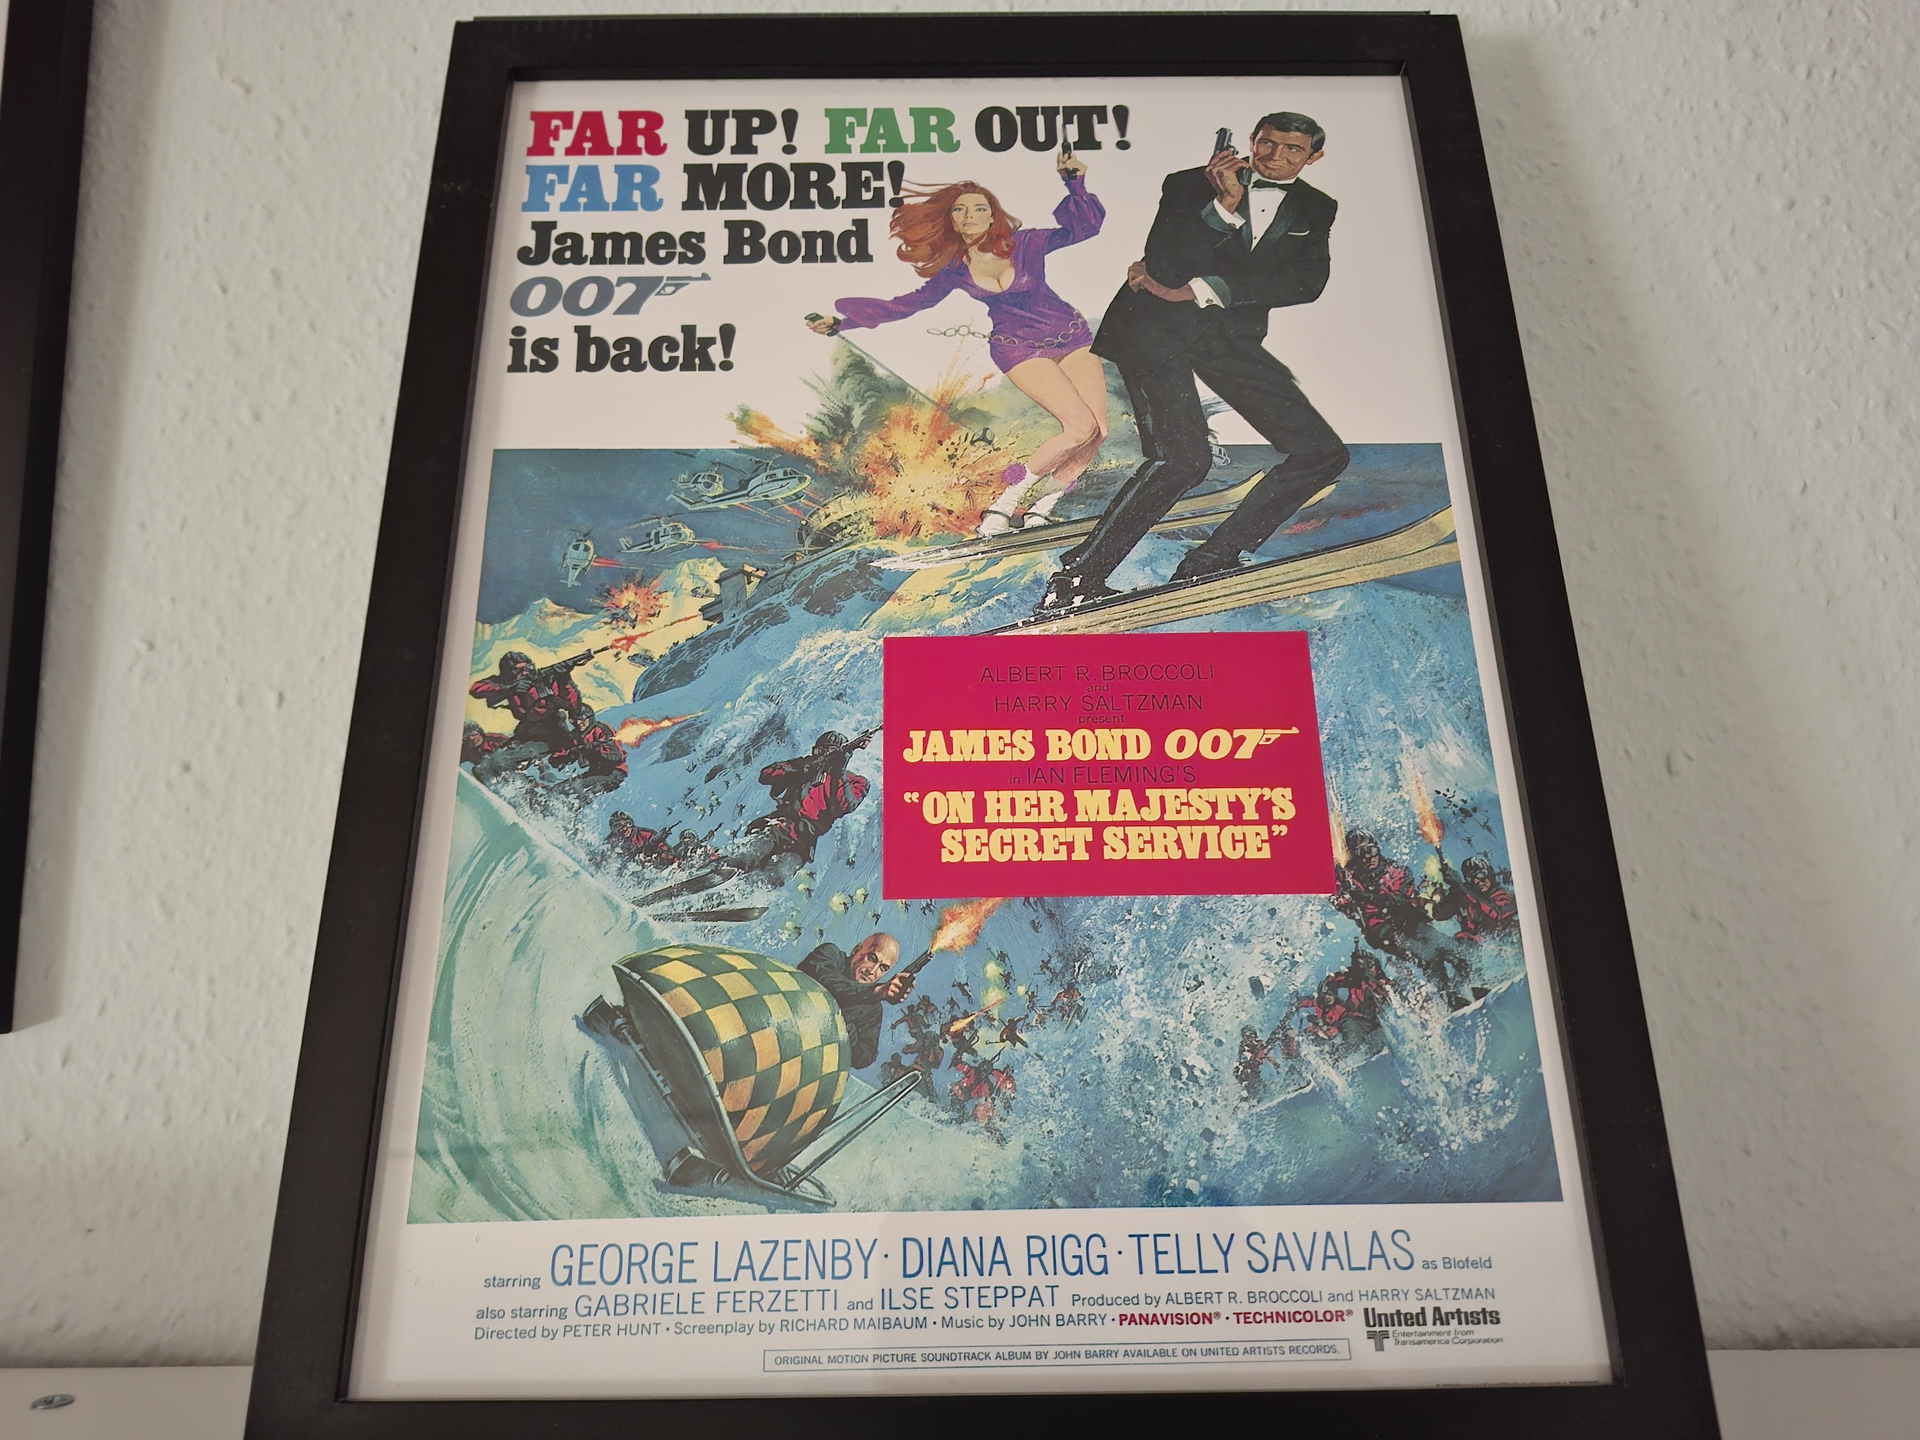 FAR UP! FAR OUT!
FAR MORE!
James Bond
007
is back!
ALBERT R. BROCCOLI
and
HARRY SALTZMAN
present
JAMES BOND 007
in IAN FLEMING'S
“ON HER MAJESTY'S
SECRET SERVICE”
starring GEORGE LAZENBY · DIANA RIGG · TELLY SAVALAS as Blofeld
also starring GABRIELE FERZETTI and ILSE STEPPAT Produced by ALBERT R. BROCCOLI and HARRY SALTZMAN
Directed by PETER HUNT · Screenplay by RICHARD MAIBAUM · Music by JOHN BARRY · PANAVISION® · TECHNICOLOR® United Artists
Entertainment from
Transamerica Corporation
ORIGINAL MOTION PICTURE SOUNDTRACK ALBUM BY JOHN BARRY AVAILABLE ON UNITED ARTISTS RECORDS.